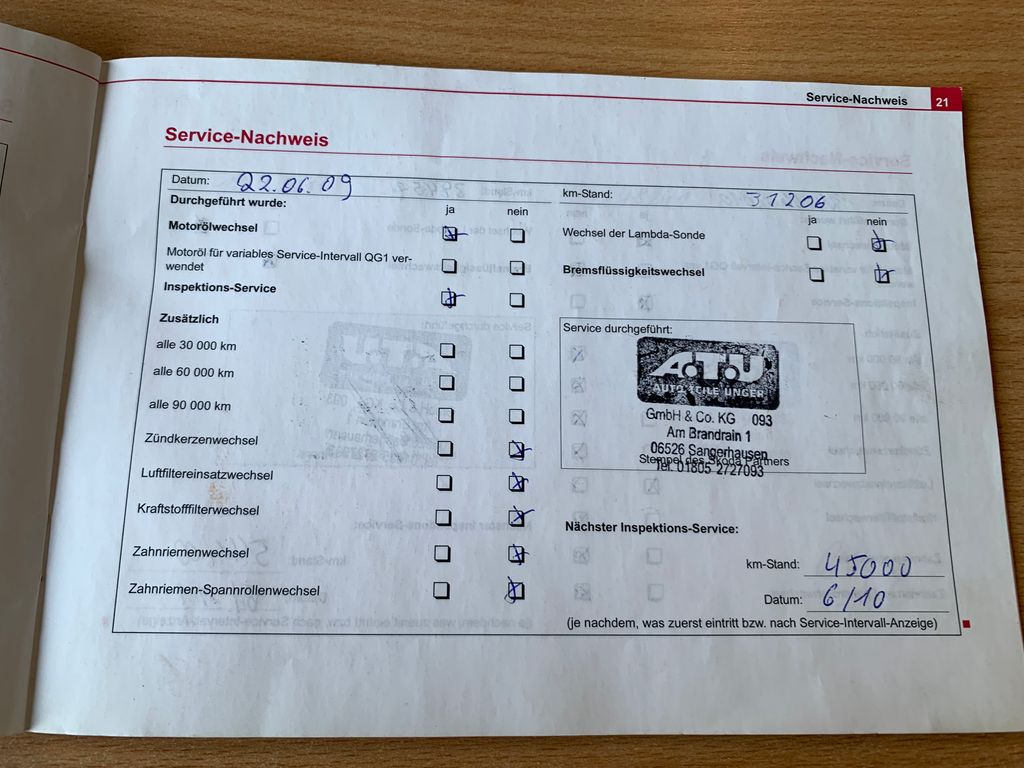 Service-Nachweis 21
Service-Nachweis
Datum: 22.06.09
km-Stand: 31206
Durchgeführt wurde:
ja nein
ja nein
Motorölwechsel
Motoröl für variables Service-Intervall QG1 ver-
wendet
Inspektions-Service
Zusätzlich
alle 30 000 km
alle 60 000 km
alle 90 000 km
Zündkerzenwechsel
Luftfiltereinsatzwechsel
Kraftstofffilterwechsel
Zahnriemenwechsel
Zahnriemen-Spannrollenwechsel
Wechsel der Lambda-Sonde
Bremsflüssigkeitswechsel
Service durchgeführt:
A.T.U
AUTO TEILE UNGER
GmbH & Co. KG 093
Am Brandrain 1
06526 Sangerhausen
Stempel des Škoda Partners
Tel. 01805 2727093
Nächster Inspektions-Service:
km-Stand: 45000
Datum: 6/10
(je nachdem, was zuerst eintritt bzw. nach Service-Intervall-Anzeige)